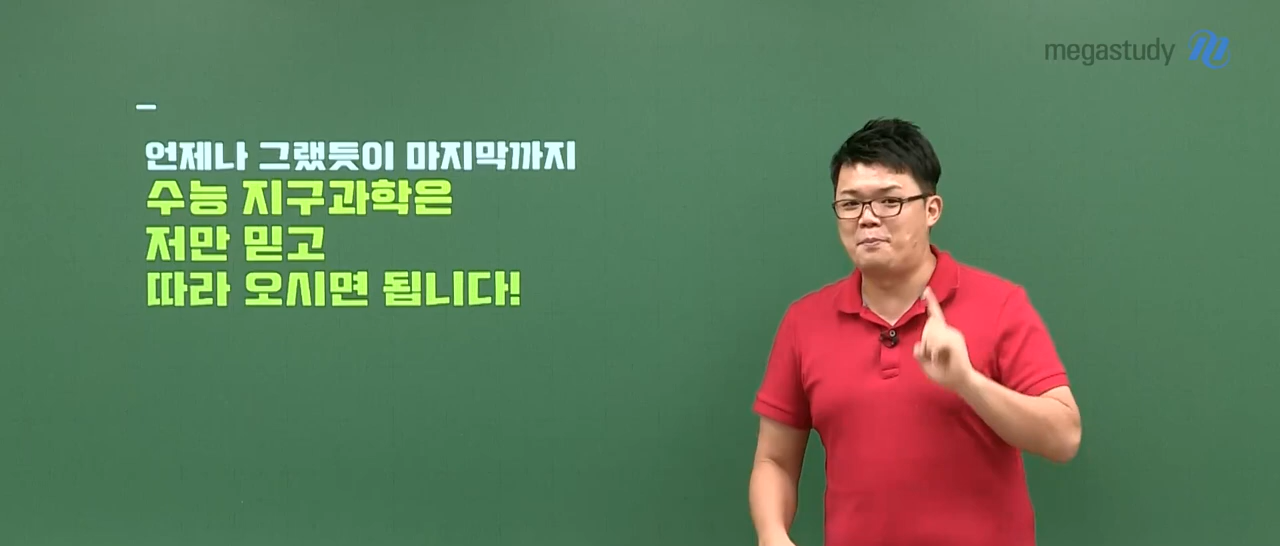 megastudy
언제나 그랬듯이 마지막까지
수능 지구과학은
저만 믿고
따라 오시면 됩니다!